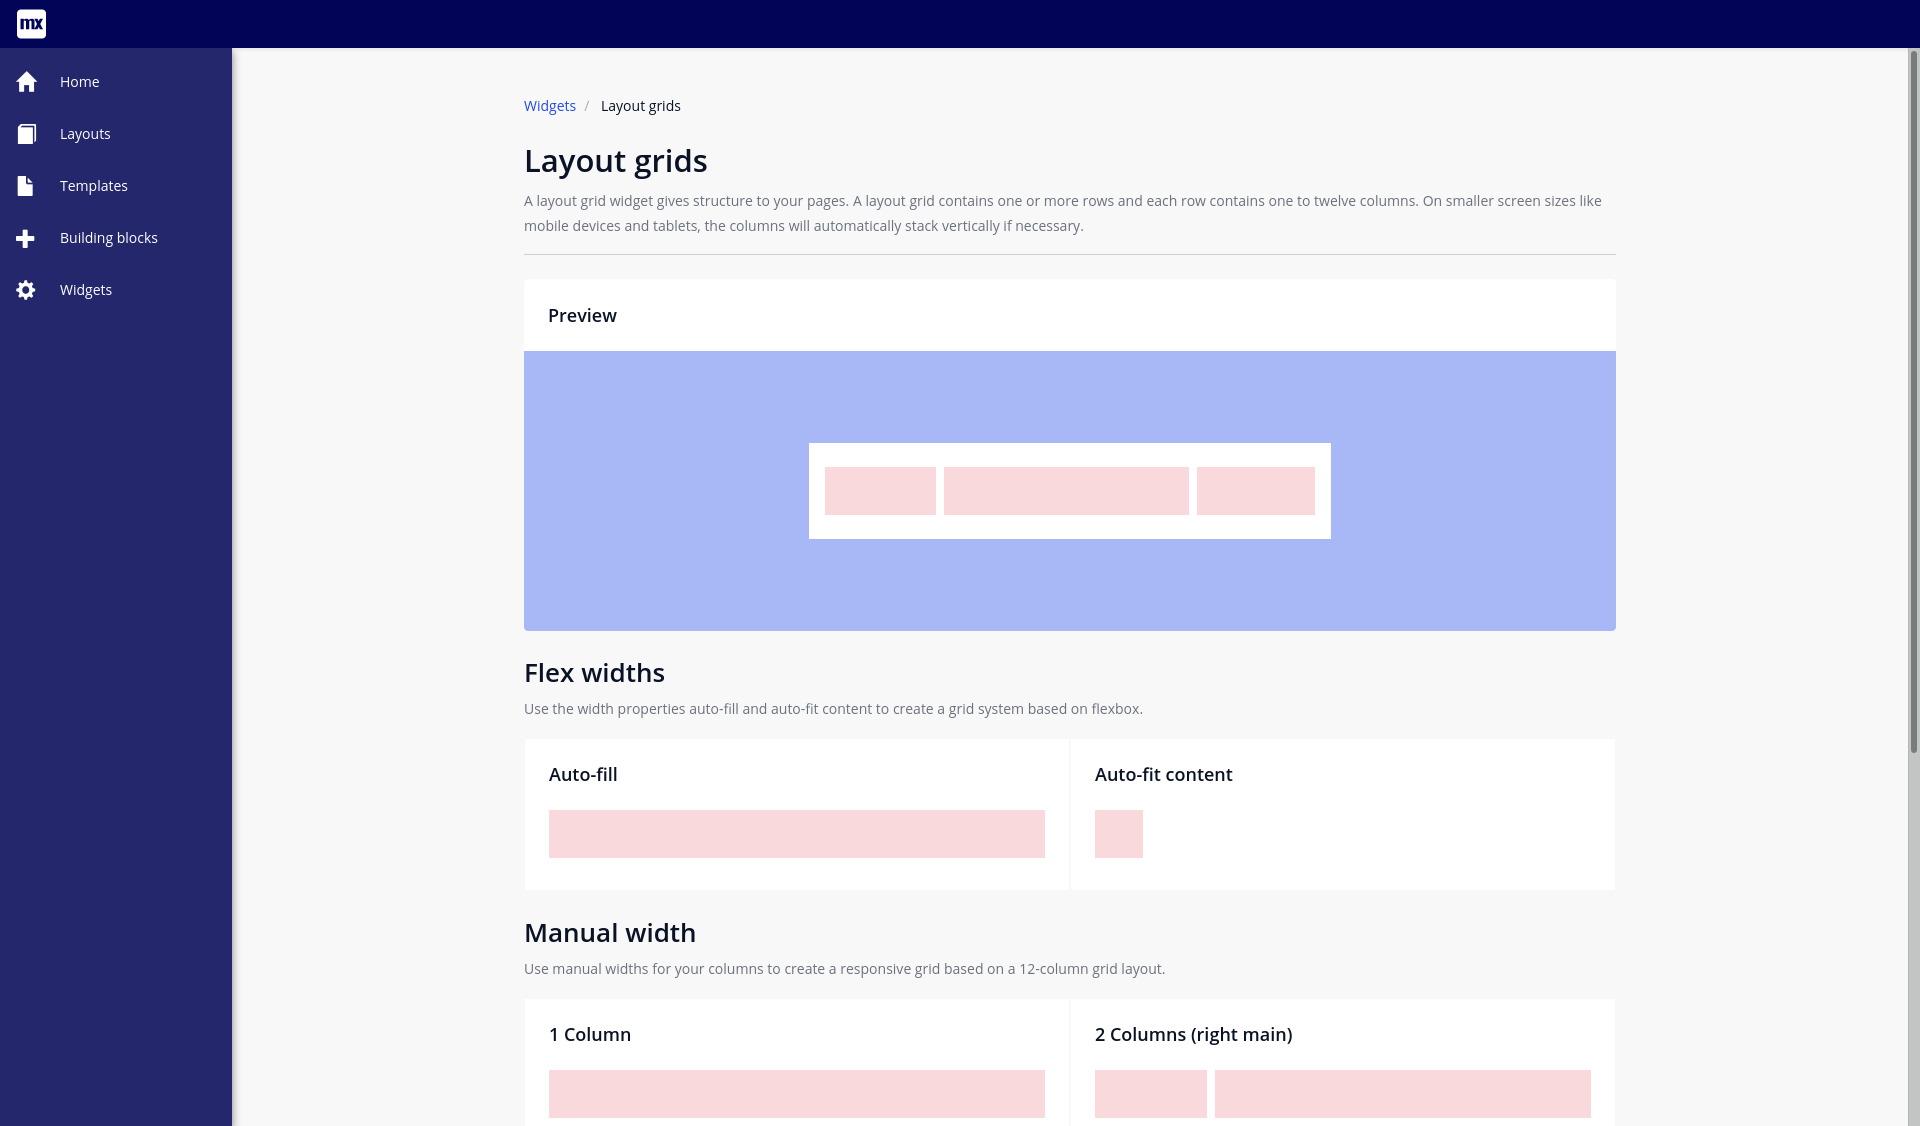 mx
Home
Layouts
Templates
Building blocks
Widgets
Widgets / Layout grids
Layout grids
A layout grid widget gives structure to your pages. A layout grid contains one or more rows and each row contains one to twelve columns. On smaller screen sizes like
mobile devices and tablets, the columns will automatically stack vertically if necessary.
Preview
Flex widths
Use the width properties auto-fill and auto-fit content to create a grid system based on flexbox.
Auto-fill
Auto-fit content
Manual width
Use manual widths for your columns to create a responsive grid based on a 12-column grid layout.
1 Column
2 Columns (right main)